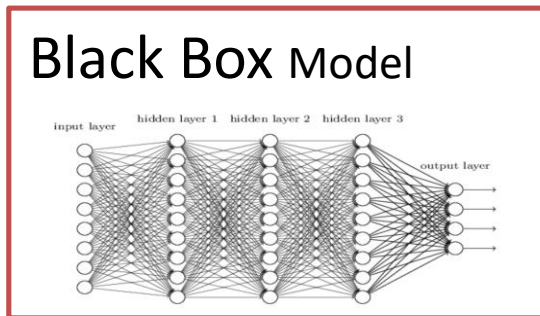 Black Box Model
input layer
hidden layer 1 hidden layer 2 hidden layer 3
output layer